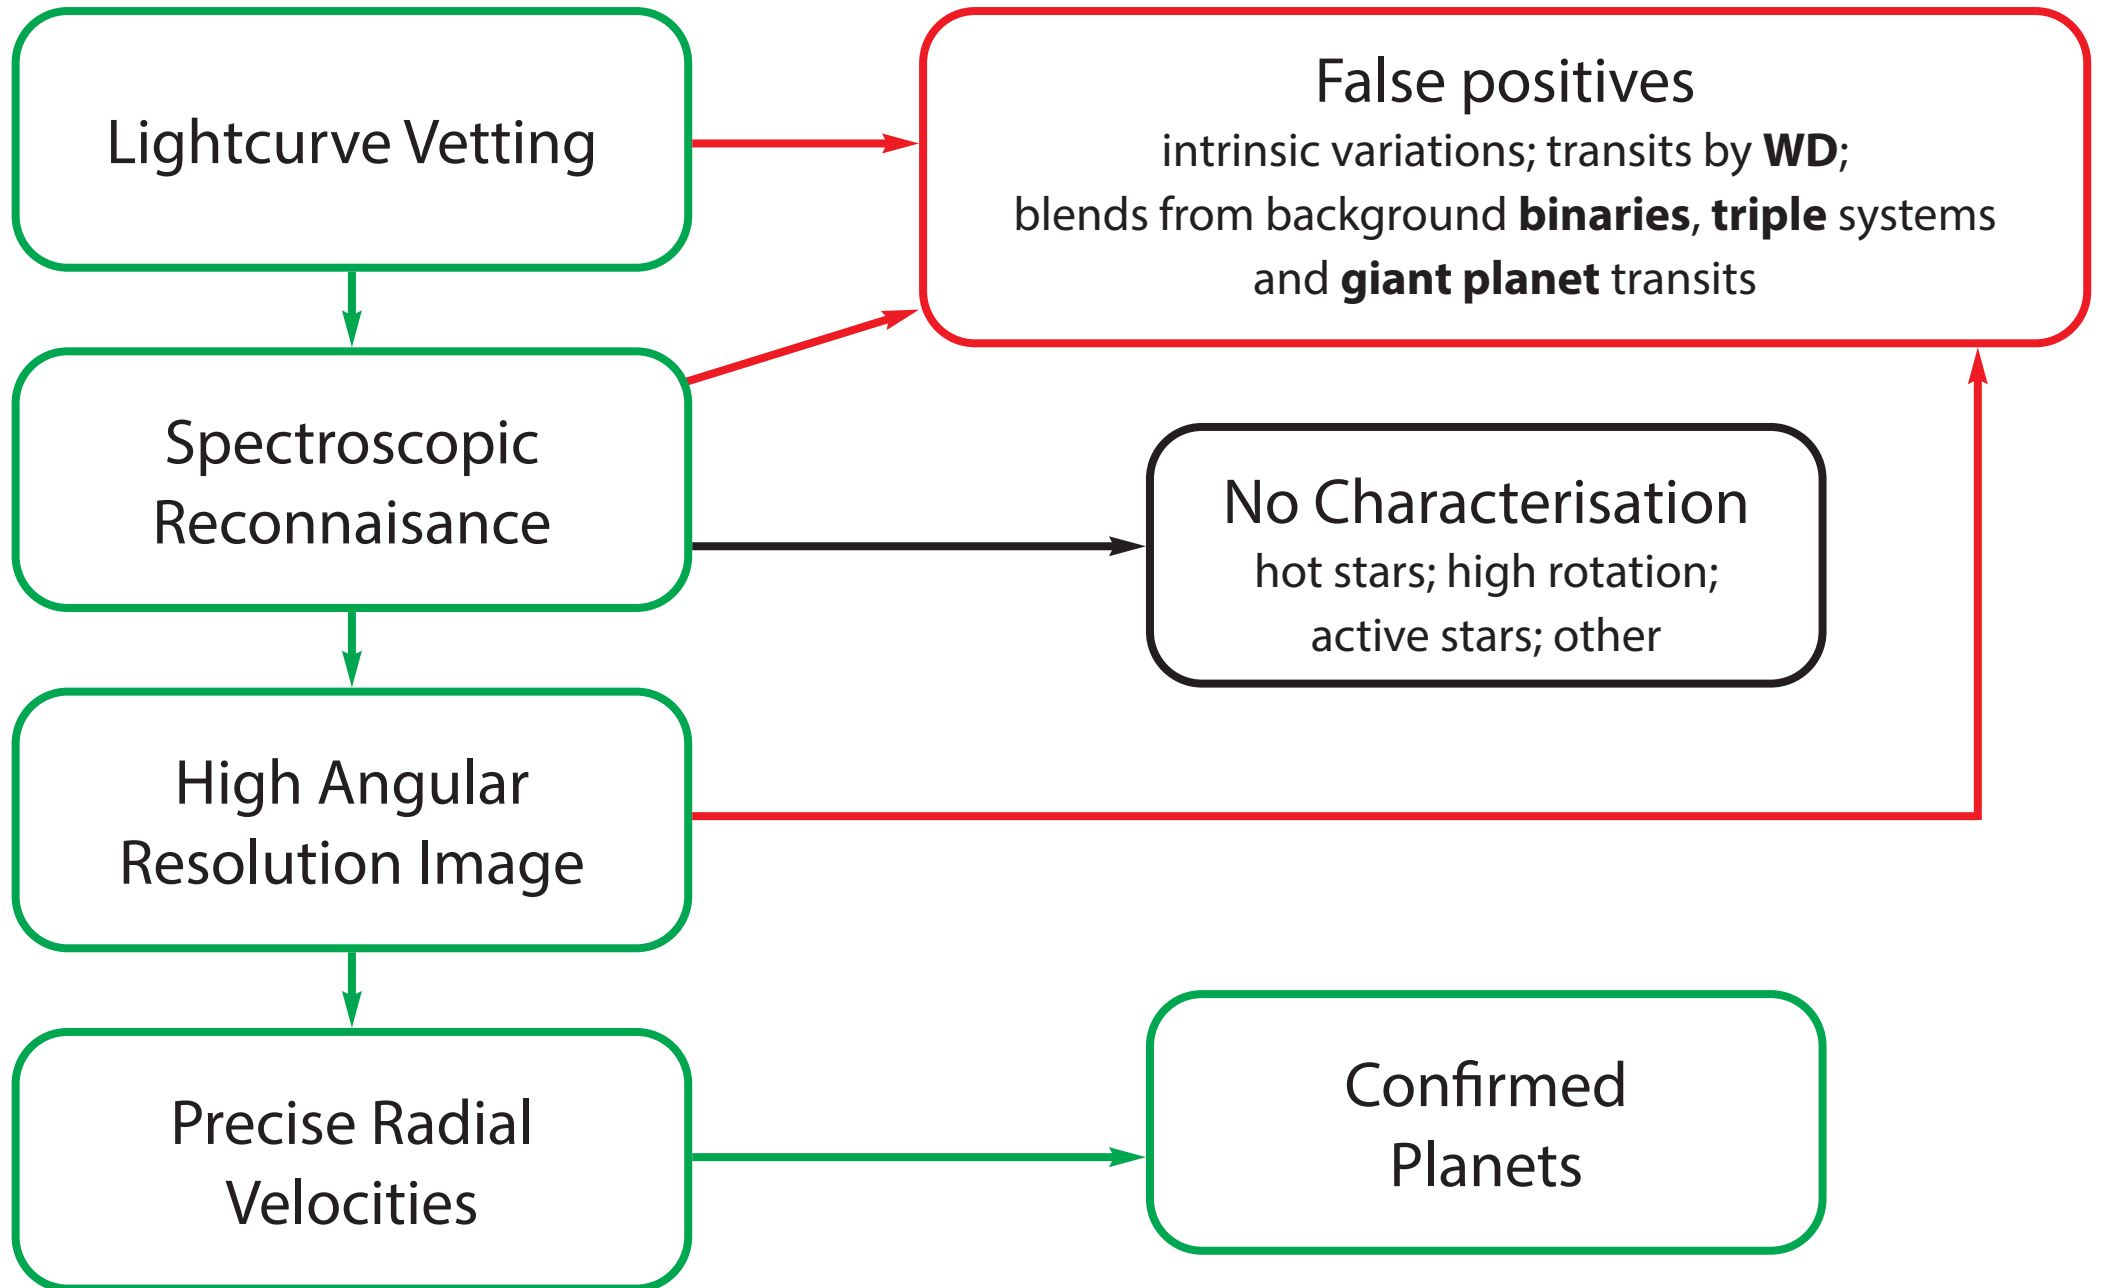 Lightcurve Vetting
False positives
intrinsic variations; transits by WD;
blends from background binaries, triple systems
and giant planet transits
Spectroscopic
Reconnaisance
No Characterisation
hot stars; high rotation;
active stars; other
High Angular
Resolution Image
Precise Radial
Velocities
Confirmed
Planets